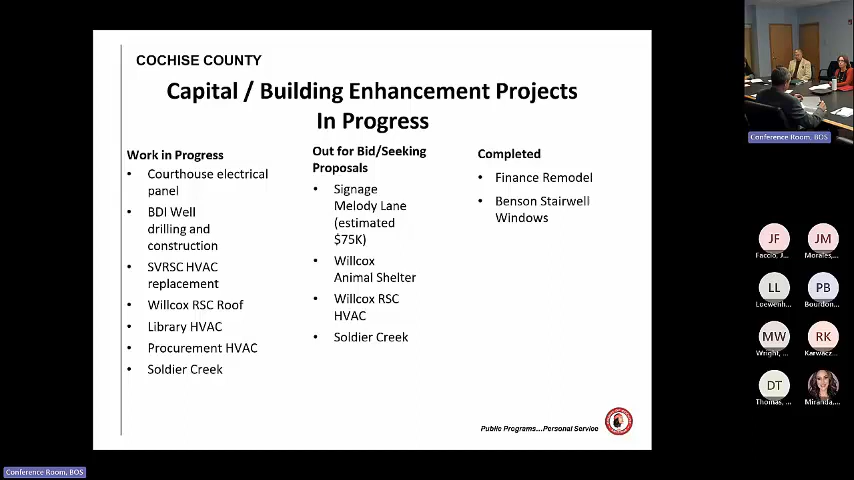 COCHISE COUNTY
Capital / Building Enhancement Projects
In Progress
Work in Progress
• Courthouse electrical
panel
• BDI Well
drilling and
construction
• SVRSC HVAC
replacement
• Willcox RSC Roof
• Library HVAC
• Procurement HVAC
• Soldier Creek
Out for Bid/Seeking
Proposals
• Signage
Melody Lane
(estimated
$75K)
• Willcox
Animal Shelter
• Willcox RSC
HVAC
• Soldier Creek
Completed
• Finance Remodel
• Benson Stairwell
Windows
Public Programs...Personal Service
Conference Room, BOS
JF
Faccio, J...
JM
Morales,...
LL
Loewenh...
PB
Bourdon...
MW
Wright, ...
RK
Karwacz...
DT
Thomas, ...
Miranda,...
Conference Room, BOS